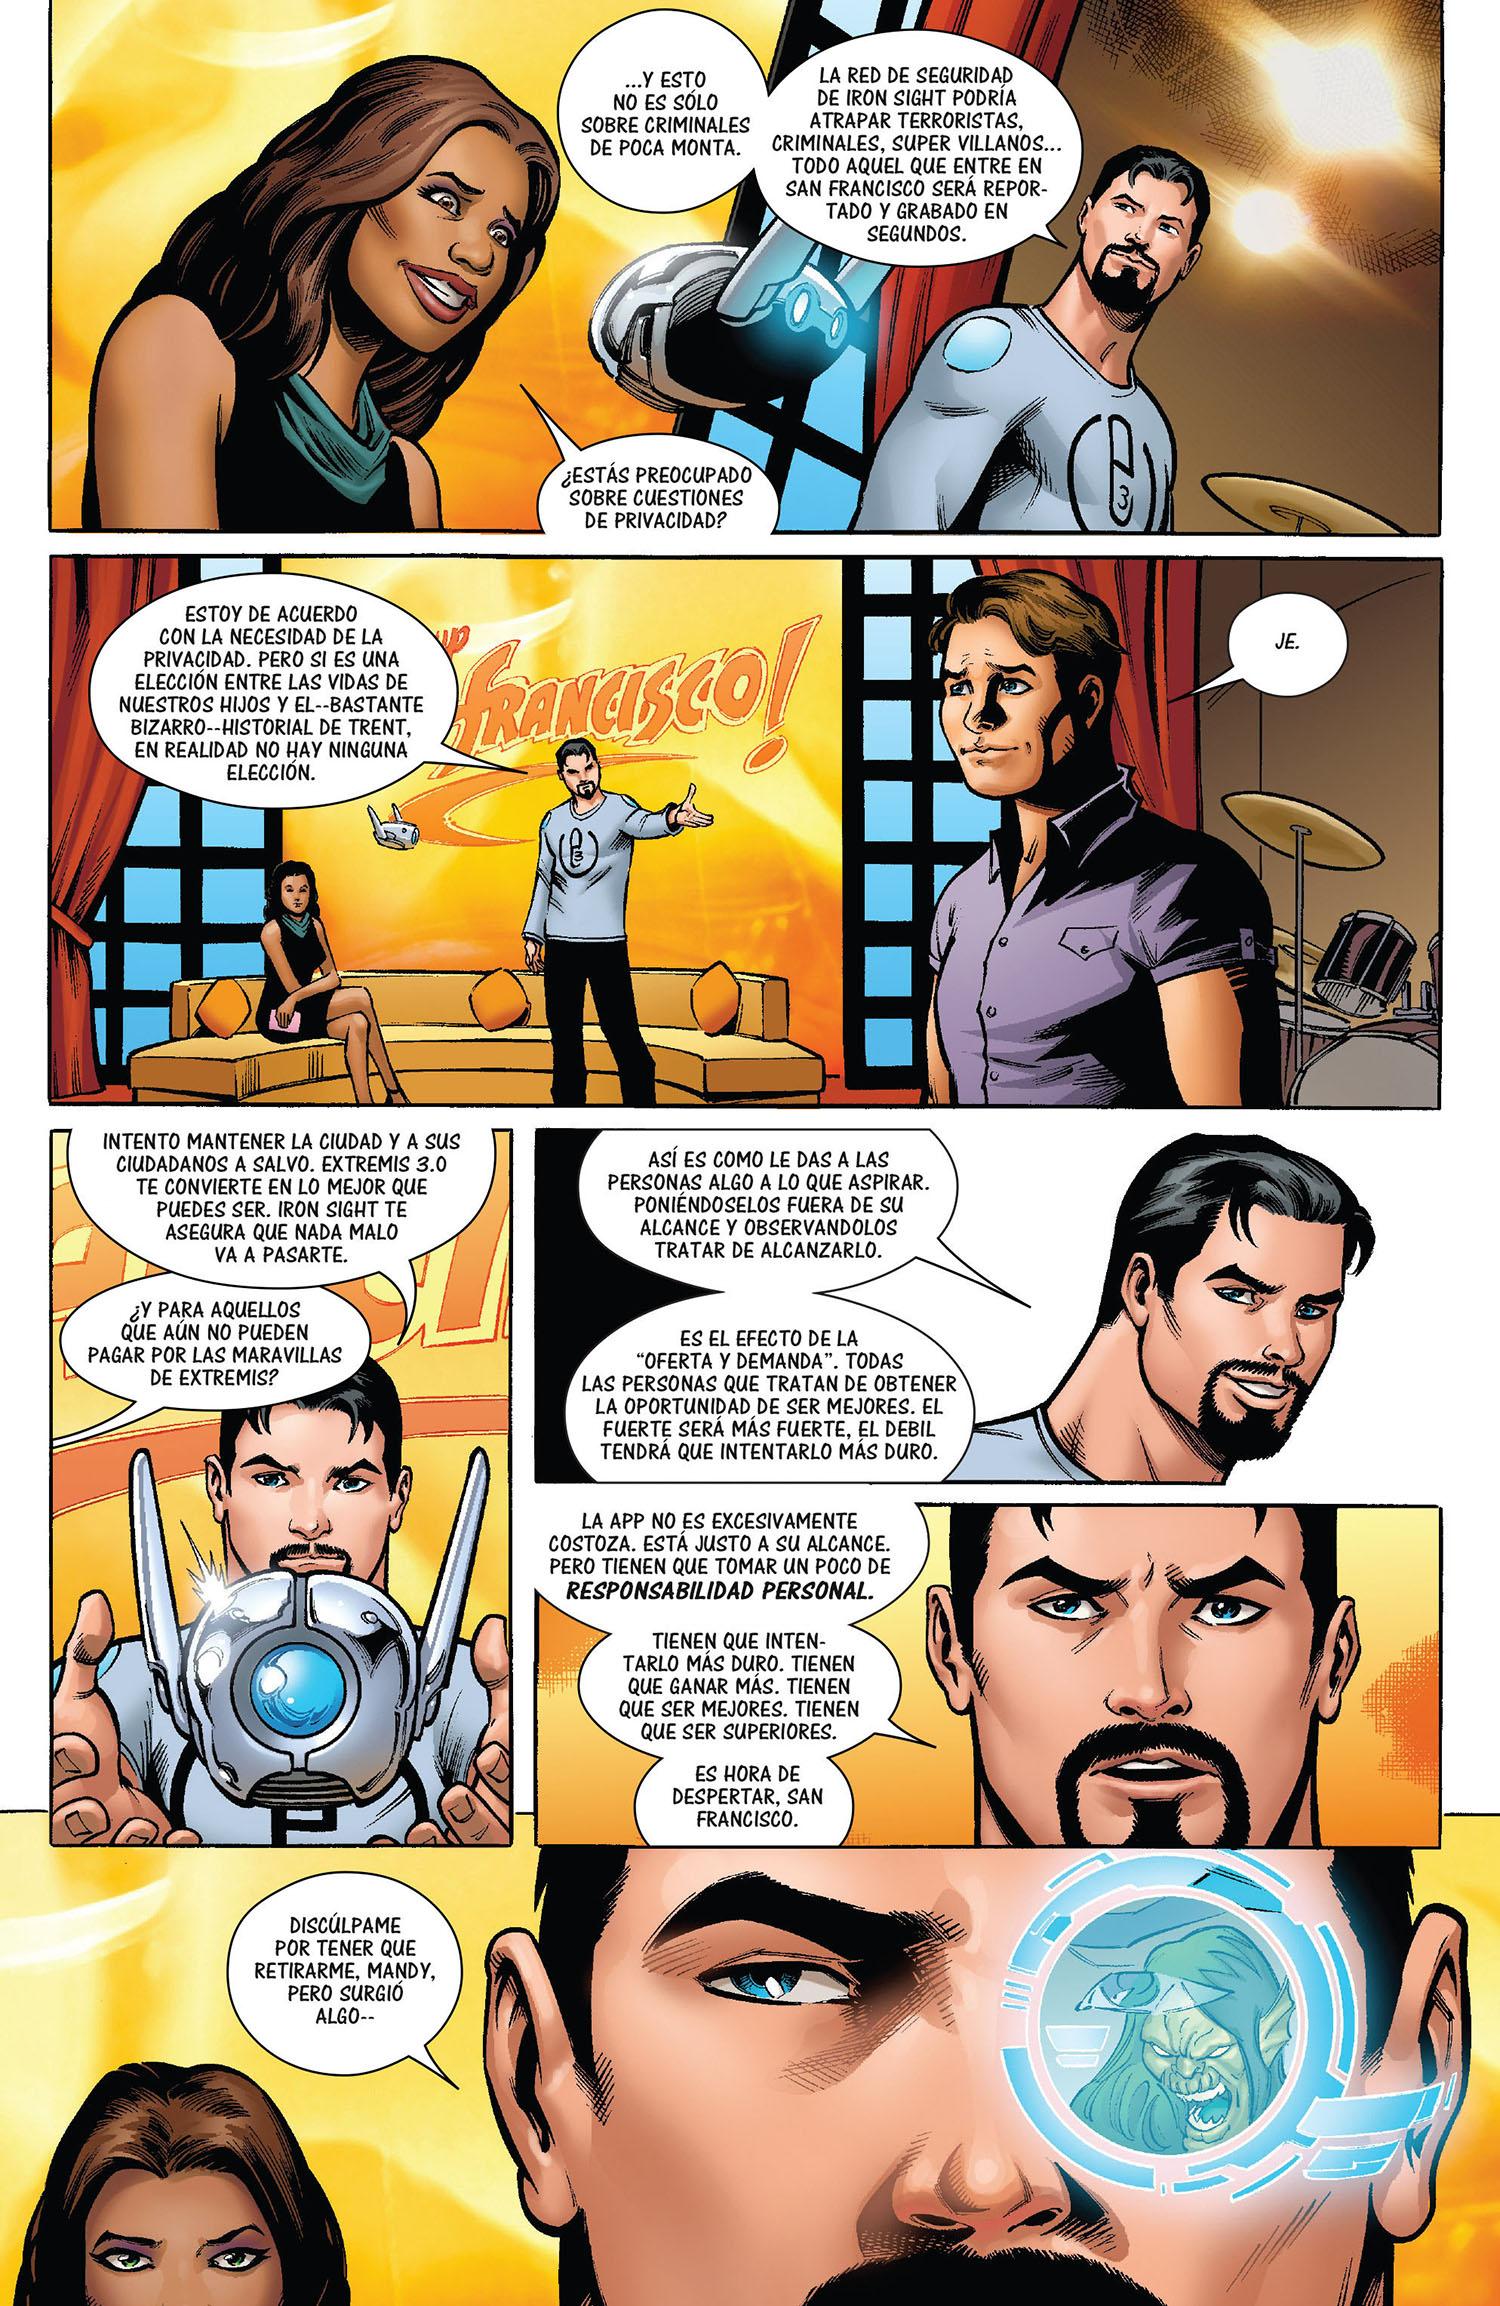 ...Y ESTO
NO ES SÓLO
SOBRE CRIMINALES
DE POCA MONTA.
LA RED DE SEGURIDAD
DE IRON SIGHT PODRÍA
ATRAPAR TERRORISTAS,
CRIMINALES, SUPER VILLANOS...
TODO AQUEL QUE ENTRE EN
SAN FRANCISCO SERÁ REPOR-
TADO Y GRABADO EN
SEGUNDOS.
3
¿ESTÁS PREOCUPADO
SOBRE CUESTIONES
DE PRIVACIDAD?
ESTOY DE ACUERDO
CON LA NECESIDAD DE LA
PRIVACIDAD. PERO SI ES UNA
ELECCIÓN ENTRE LAS VIDAS DE
NUESTROS HIJOS Y EL--BASTANTE
BIZARRO--HISTORIAL DE TRENT,
EN REALIDAD NO HAY NINGUNA
ELECCIÓN.
UP
FRANCISCO!
3
JE.
INTENTO MANTENER LA CIUDAD Y A SUS
CIUDADANOS A SALVO. EXTREMIS 3.0
TE CONVIERTE EN LO MEJOR QUE
PUEDES SER. IRON SIGHT TE
ASEGURA QUE NADA MALO
VA A PASARTE.
¿Y PARA AQUELLOS
QUE AÚN NO PUEDEN
PAGAR POR LAS MARAVILLAS
DE EXTREMIS?
ASÍ ES COMO LE DAS A LAS
PERSONAS ALGO A LO QUE ASPIRAR.
PONIÉNDOSELOS FUERA DE SU
ALCANCE Y OBSERVANDOLOS
TRATAR DE ALCANZARLO.
ES EL EFECTO DE LA
"OFERTA Y DEMANDA". TODAS
LAS PERSONAS QUE TRATAN DE OBTENER
LA OPORTUNIDAD DE SER MEJORES. EL
FUERTE SERÁ MÁS FUERTE, EL DEBIL
TENDRÁ QUE INTENTARLO MÁS DURO.
LA APP NO ES EXCESIVAMENTE
COSTOZA. ESTÁ JUSTO A SU ALCANCE.
PERO TIENEN QUE TOMAR UN POCO DE
RESPONSABILIDAD PERSONAL.
TIENEN QUE INTEN-
TARLO MÁS DURO. TIENEN
QUE GANAR MÁS. TIENEN
QUE SER MEJORES. TIENEN
QUE SER SUPERIORES.
ES HORA DE
DESPERTAR, SAN
FRANCISCO.
DISCÚLPAME
POR TENER QUE
RETIRARME, MANDY,
PERO SURGIÓ
ALGO--